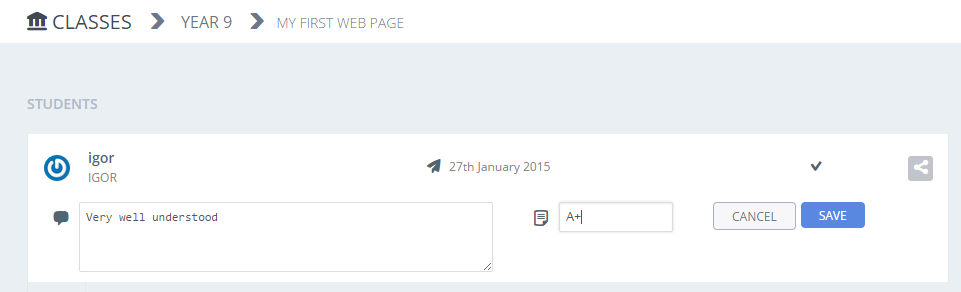 CLASSES YEAR 9 MY FIRST WEB PAGE
STUDENTS
igor
IGOR
27th January 2015
Very well understood
A+
CANCEL
SAVE